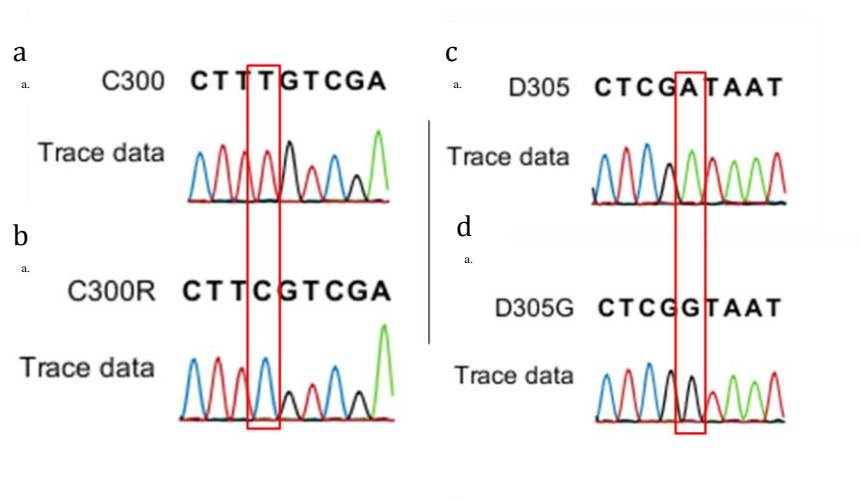 a
a.
C300 CTTTGTCGA
Trace data
b
a.
C300R CTTCGTCGA
Trace data
c
a.
D305 CTCGATAAT
Trace data
d
a.
D305G CTCGGTAAT
Trace data